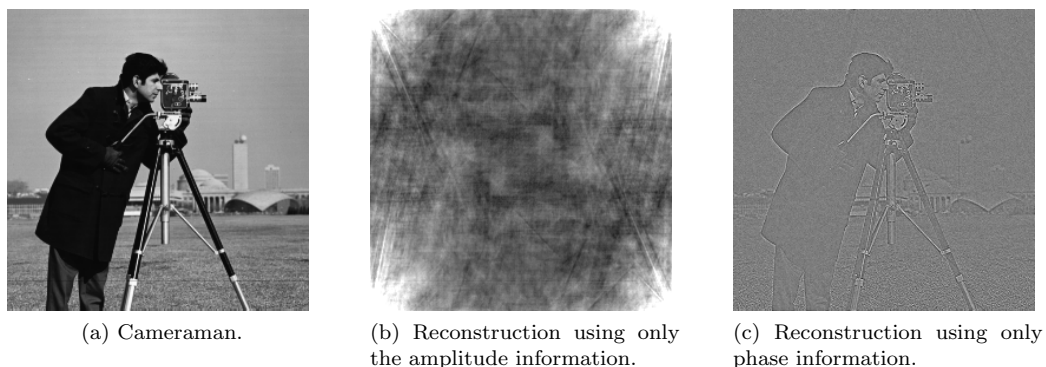 (a) Cameraman.
(b) Reconstruction using only
the amplitude information.
(c) Reconstruction using only
phase information.